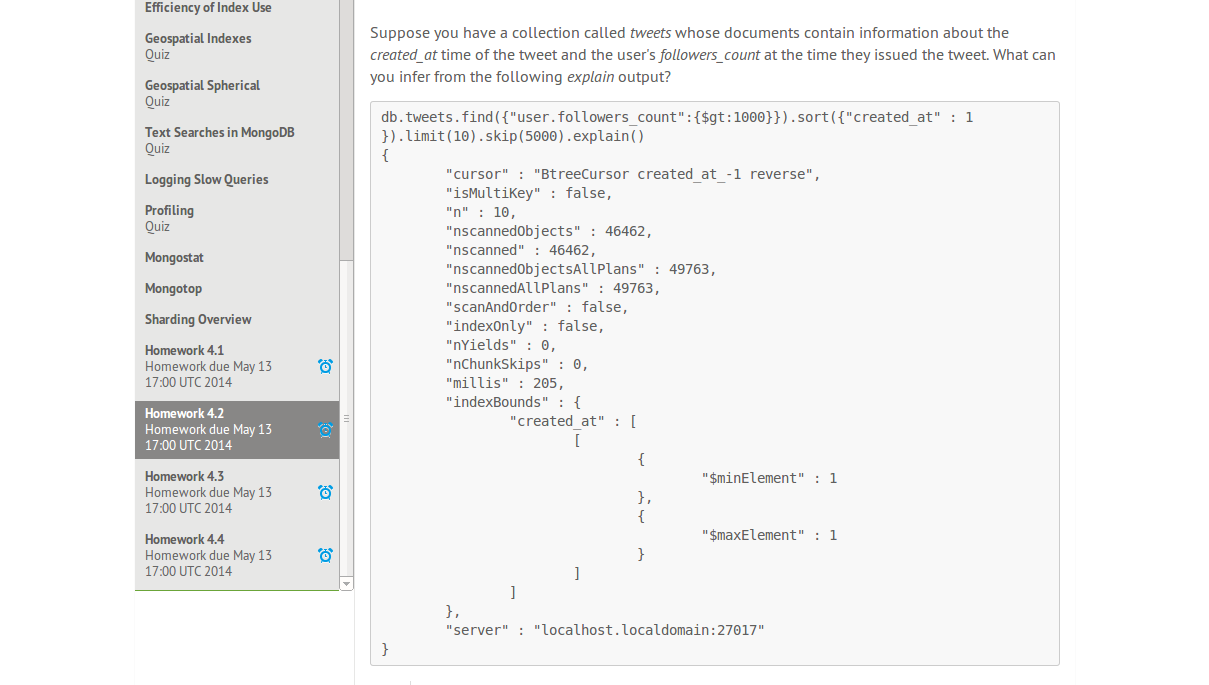 Efficiency of Index Use
Geospatial Indexes
Quiz
Geospatial Spherical
Quiz
Text Searches in MongoDB
Quiz
Logging Slow Queries
Profiling
Quiz
Mongostat
Mongotop
Sharding Overview
Homework 4.1
Homework due May 13
17:00 UTC 2014
Homework 4.2
Homework due May 13
17:00 UTC 2014
Homework 4.3
Homework due May 13
17:00 UTC 2014
Homework 4.4
Homework due May 13
17:00 UTC 2014
Suppose you have a collection called tweets whose documents contain information about the
created_at time of the tweet and the user's followers_count at the time they issued the tweet. What can
you infer from the following explain output?
db.tweets.find({"user.followers_count":{$gt:1000}}).sort({"created_at" : 1
}).limit(10).skip(5000).explain()
{
"cursor" : "BtreeCursor created_at_-1 reverse",
"isMultiKey" : false,
"n" : 10,
"nscannedObjects" : 46462,
"nscanned" : 46462,
"nscannedObjectsAllPlans" : 49763,
"nscannedAllPlans" : 49763,
"scanAndOrder" : false,
"indexOnly" : false,
"nYields" : 0,
"nChunkSkips" : 0,
"millis" : 205,
"indexBounds" : {
"created_at" : [
[
{
"$minElement" : 1
},
{
"$maxElement" : 1
}
]
]
},
"server" : "localhost.localdomain:27017"
}